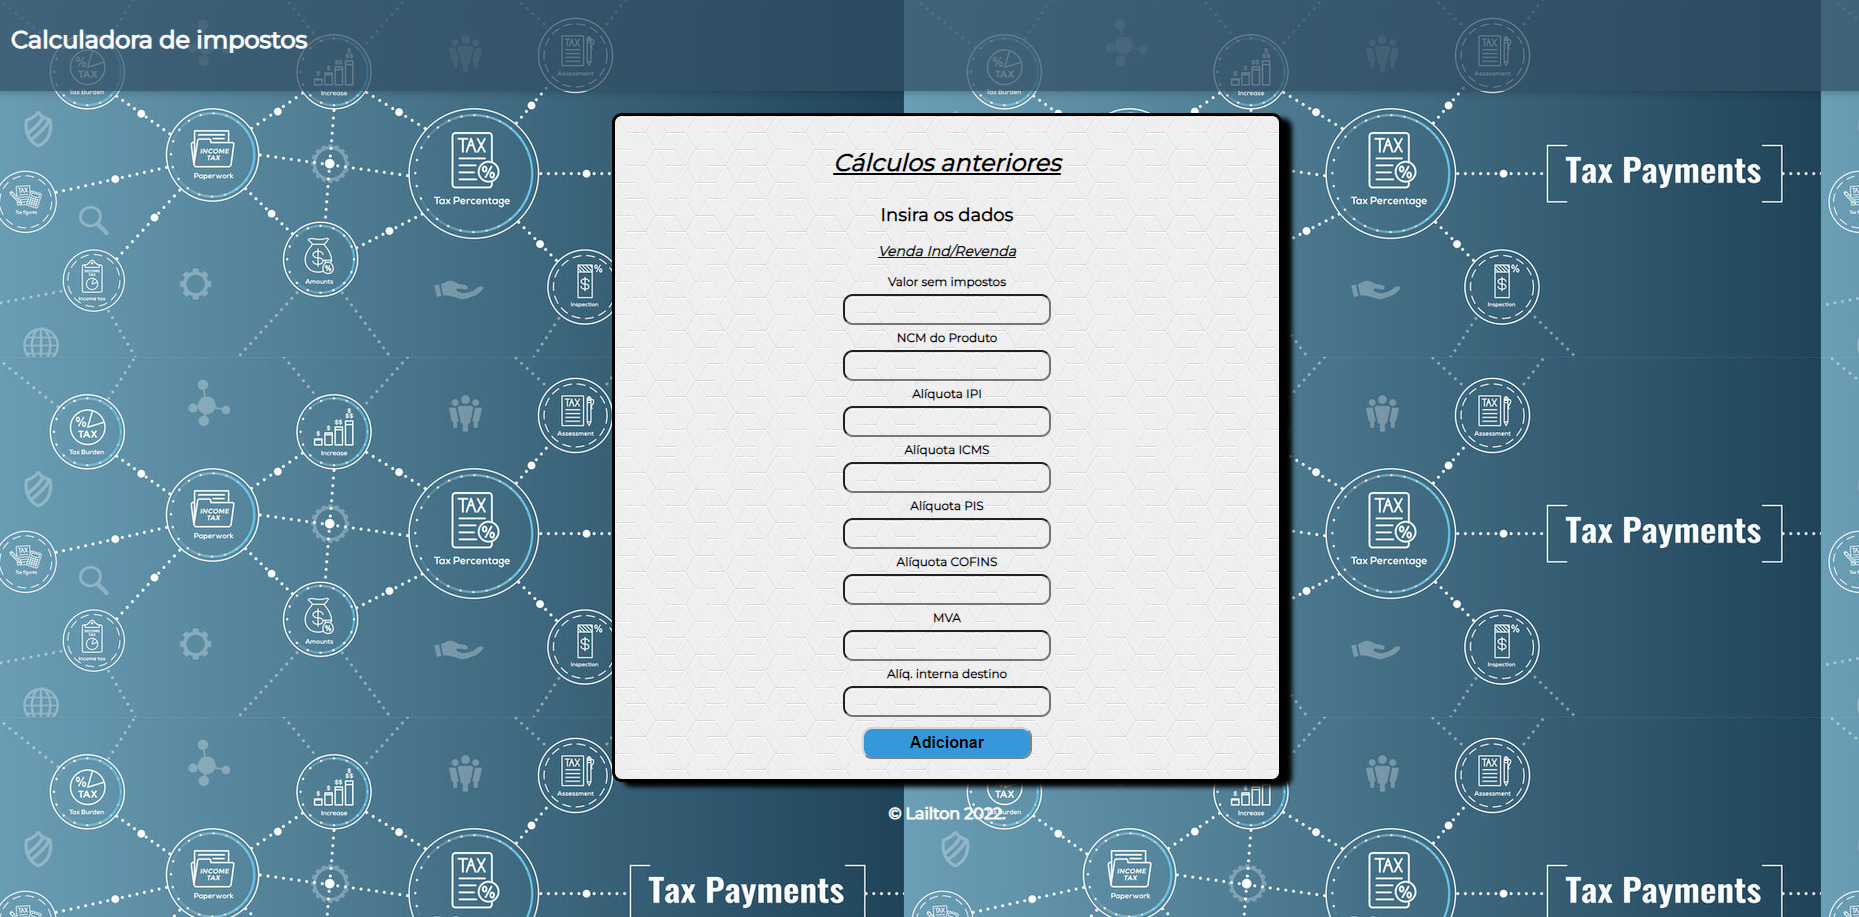 Calculadora de impostos
Cálculos anteriores
Insira os dados
Venda Ind/Revenda
Valor sem impostos
NCM do Produto
Alíquota IPI
Alíquota ICMS
Alíquota PIS
Alíquota COFINS
MVA
Alíq. interna destino
Adicionar
© Lailton 2022.
TAX
Assessment
%
TAX
Tax Burden
Increase
INCOME TAX
Paperwork
TAX
%
Tax Percentage
Tax figures
Income tax
Amounts
Inspection
Tax Burden
Increase
Assessment
TAX
Tax Percentage
Tax Payments
Inspection
TAX
Tax Burden
Increase
TAX
Assessment
INCOME TAX
Paperwork
TAX
Tax Percentage
Tax figures
Income tax
Amounts
Inspection
TAX
Assessment
TAX
Tax Percentage
Tax Payments
Inspection
TAX
Tax Burden
Increase
TAX
Assessment
INCOME TAX
Paperwork
TAX
Tax Payments
Increase
TAX
Assessment
INCOME TAX
Paperwork
TAX
Tax Payments